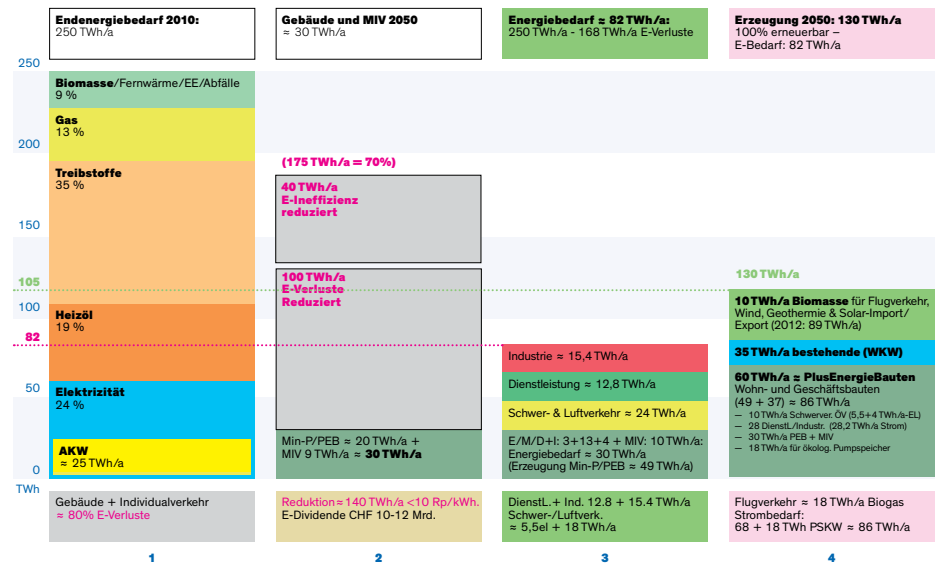 Endenergiebedarf 2010:
250 TWh/a
Gebäude und MIV 2050
≈ 30 TWh/a
Energiebedarf ≈ 82 TWh/a:
250 TWh/a - 168 TWh/a E-Verluste
Erzeugung 2050: 130 TWh/a
100% erneuerbar –
E-Bedarf: 82 TWh/a
250
200
150
105
100
82
50
0
TWh
Biomasse/Fernwärme/EE/Abfälle
9 %
Gas
13 %
Treibstoffe
35 %
Heizöl
19 %
Elektrizität
24 %
AKW
≈ 25 TWh/a
Gebäude + Individualverkehr
≈ 80% E-Verluste
1
(175 TWh/a = 70%)
40 TWh/a
E-Ineffizienz
reduziert
100 TWh/a
E-Verluste
Reduziert
Min-P/PEB ≈ 20 TWh/a +
MIV 9 TWh/a ≈ 30 TWh/a
Reduktion ≈ 140 TWh/a <10 Rp/kWh.
E-Dividende CHF 10-12 Mrd.
2
Industrie ≈ 15,4 TWh/a
Dienstleistung ≈ 12,8 TWh/a
Schwer- & Luftverkehr ≈ 24 TWh/a
E/M/D+I: 3+13+4 + MIV: 10 TWh/a:
Energiebedarf ≈ 30 TWh/a
(Erzeugung Min-P/PEB ≈ 49 TWh/a)
DienstL. + Ind. 12.8 + 15.4 TWh/a
Schwer-/Luftverk.
≈ 5,5el + 18 TWh/a
3
130 TWh/a
10 TWh/a Biomasse für Flugverkehr,
Wind, Geothermie & Solar-Import/
Export (2012: 89 TWh/a)
35 TWh/a bestehende (WKW)
60 TWh/a ≈ PlusEnergieBauten
Wohn- und Geschäftsbauten
(49 + 37) ≈ 86 TWh/a
– 10 TWh/a Schwerver. ÖV (5,5+4 TWh/a-EL)
– 28 DienstL/Industr. (28,2 TWh/a Strom)
– 30 TWh/a PEB + MIV
– 18 TWh/a für ökolog. Pumpspeicher
Flugverkehr ≈ 18 TWh/a Biogas
Strombedarf:
68 + 18 TWh PSKW ≈ 86 TWh/a
4